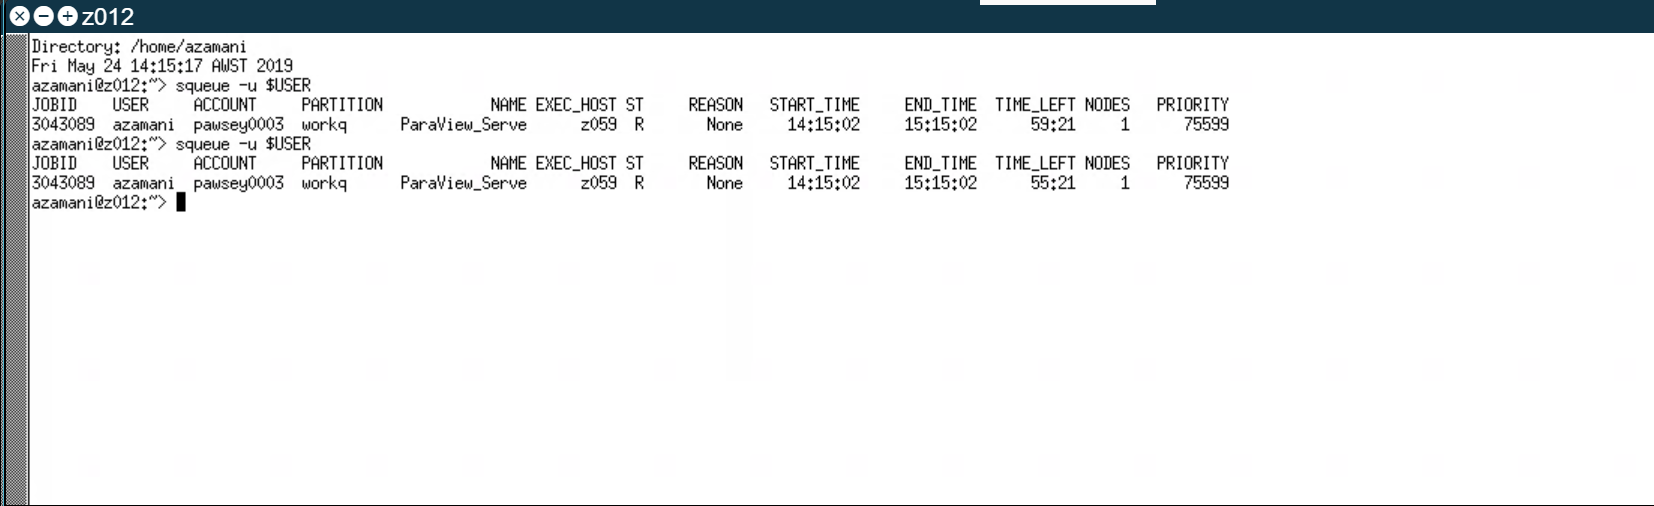 z012
Directory: /home/azamani
Fri May 24 14:15:17 AWST 2019
azamani@z012:~> squeue -u $USER
JOBID USER ACCOUNT PARTITION NAME EXEC_HOST ST REASON START_TIME END_TIME TIME_LEFT NODES PRIORITY
3043089 azamani pawsey0003 workq ParaView_Serve z059 R None 14:15:02 15:15:02 59:21 1 75599
azamani@z012:~> squeue -u $USER
JOBID USER ACCOUNT PARTITION NAME EXEC_HOST ST REASON START_TIME END_TIME TIME_LEFT NODES PRIORITY
3043089 azamani pawsey0003 workq ParaView_Serve z059 R None 14:15:02 15:15:02 55:21 1 75599
azamani@z012:~>